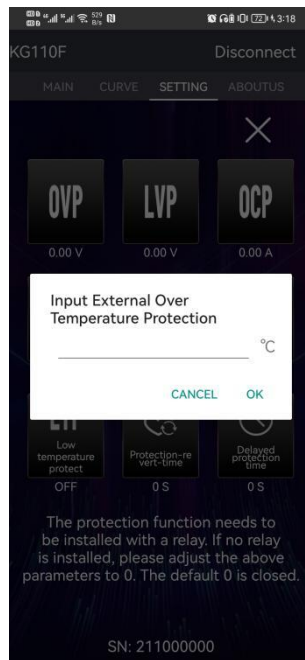 529
B/s
72
3:18
KG110F Disconnect
MAIN CURVE SETTING ABOUTUS
OVP LVP OCP
0.00 V 0.00 V 0.00 A
Input External Over
Temperature Protection
°C
CANCEL OK
Low
temperature
protect
Protection-re
vert-time
Delayed
protection
time
OFF 0 S 0 S
The protection function needs to
be installed with a relay. If no relay
is installed, please adjust the above
parameters to 0. The default 0 is closed.
SN: 211000000